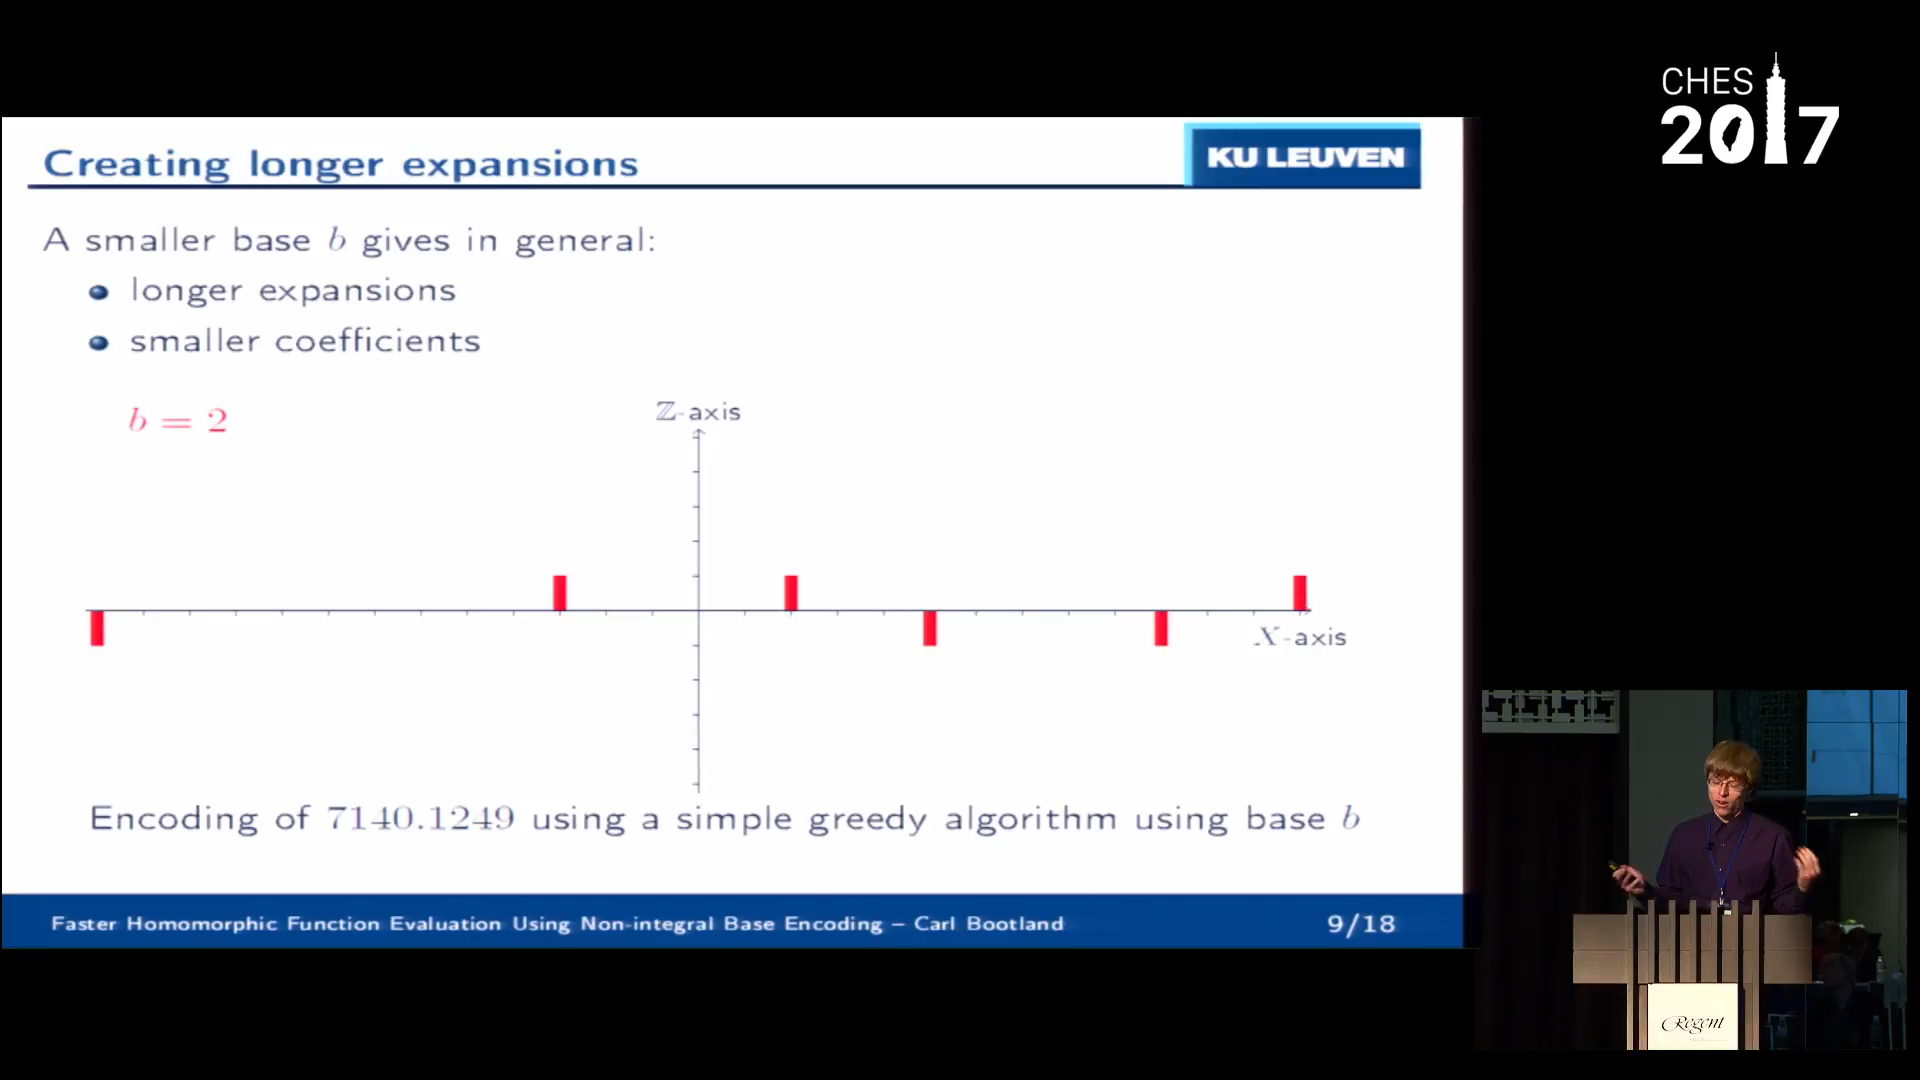 CHES
2017
Creating longer expansions
KU LEUVEN
A smaller base b gives in general:
longer expansions
smaller coefficients
b = 2
ℤ-axis
X-axis
Encoding of 7140.1249 using a simple greedy algorithm using base b
Faster Homomorphic Function Evaluation Using Non-integral Base Encoding – Carl Bootland
9/18
Regent